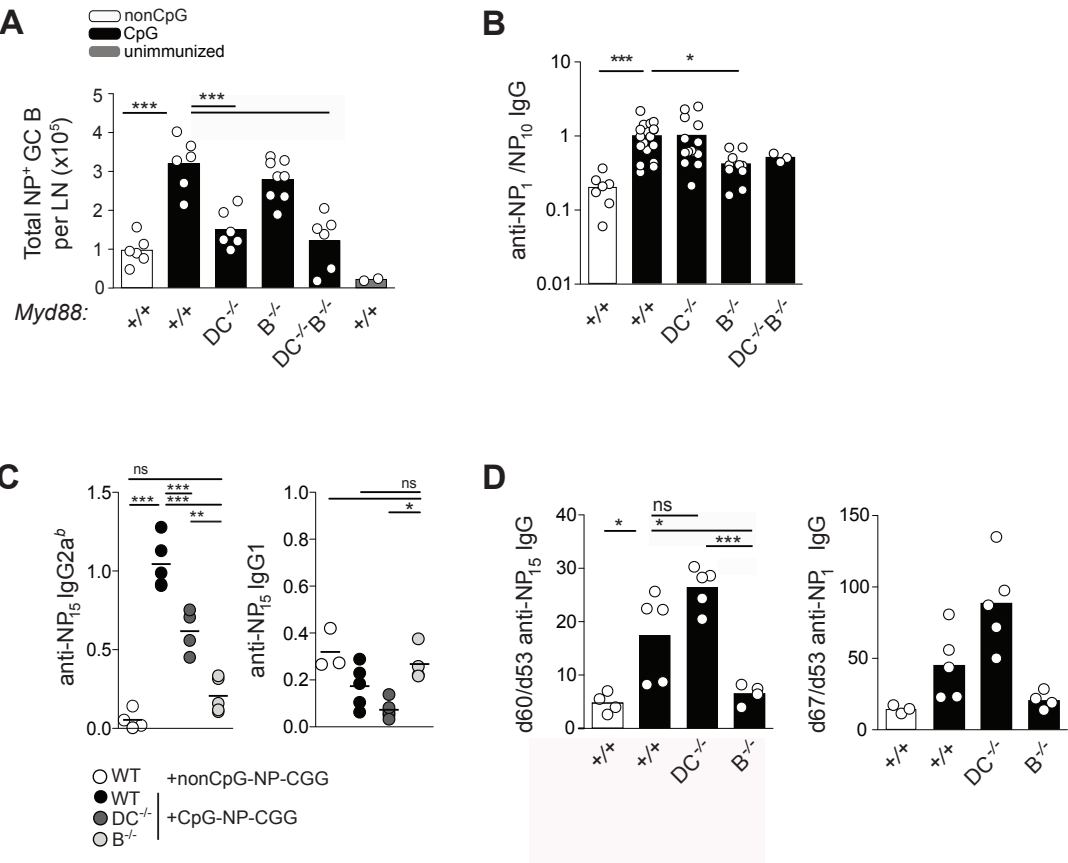 A
nonCpG
CpG
unimmunized
Total NP⁺ GC B
per LN (x10⁵)
5
4
3
2
1
0
***
***
Myd88:
+/+
+/+
DC⁻/⁻
B⁻/⁻
DC⁻/⁻B⁻/⁻
+/+
B
anti-NP₁ /NP₁₀ IgG
10
1
0.1
0.01
***
*
+/+
+/+
DC⁻/⁻
B⁻/⁻
DC⁻/⁻B⁻/⁻
C
anti-NP₁₅ IgG2aᵇ
1.5
1.0
0.5
0.0
ns
***
***
***
**
anti-NP₁₅ IgG1
1.0
0.8
0.6
0.4
0.2
0.0
ns
*
WT +nonCpG-NP-CGG
WT
DC⁻/⁻ +CpG-NP-CGG
B⁻/⁻
D
d60/d53 anti-NP₁₅ IgG
40
30
20
10
0
*
ns
*
***
+/+
+/+
DC⁻/⁻
B⁻/⁻
d67/d53 anti-NP₁ IgG
150
100
50
0
+/+
+/+
DC⁻/⁻
B⁻/⁻